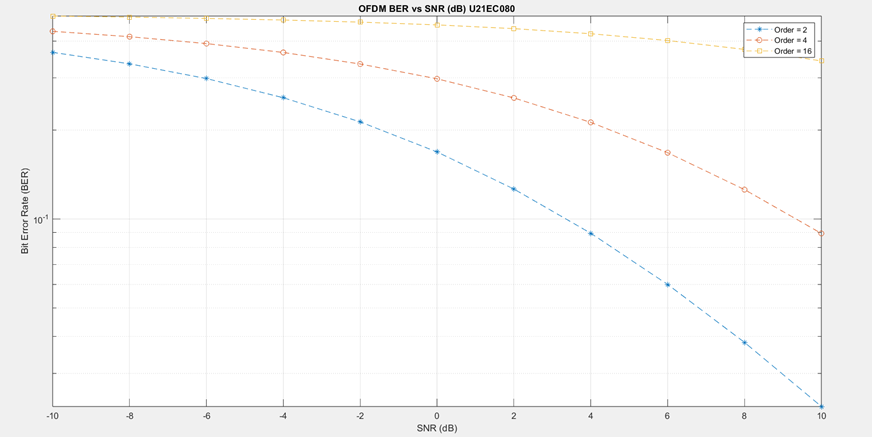 OFDM BER vs SNR (dB) U21EC080
Order = 2
Order = 4
Order = 16
Bit Error Rate (BER)
10-1
-10 -8 -6 -4 -2 0 2 4 6 8 10
SNR (dB)